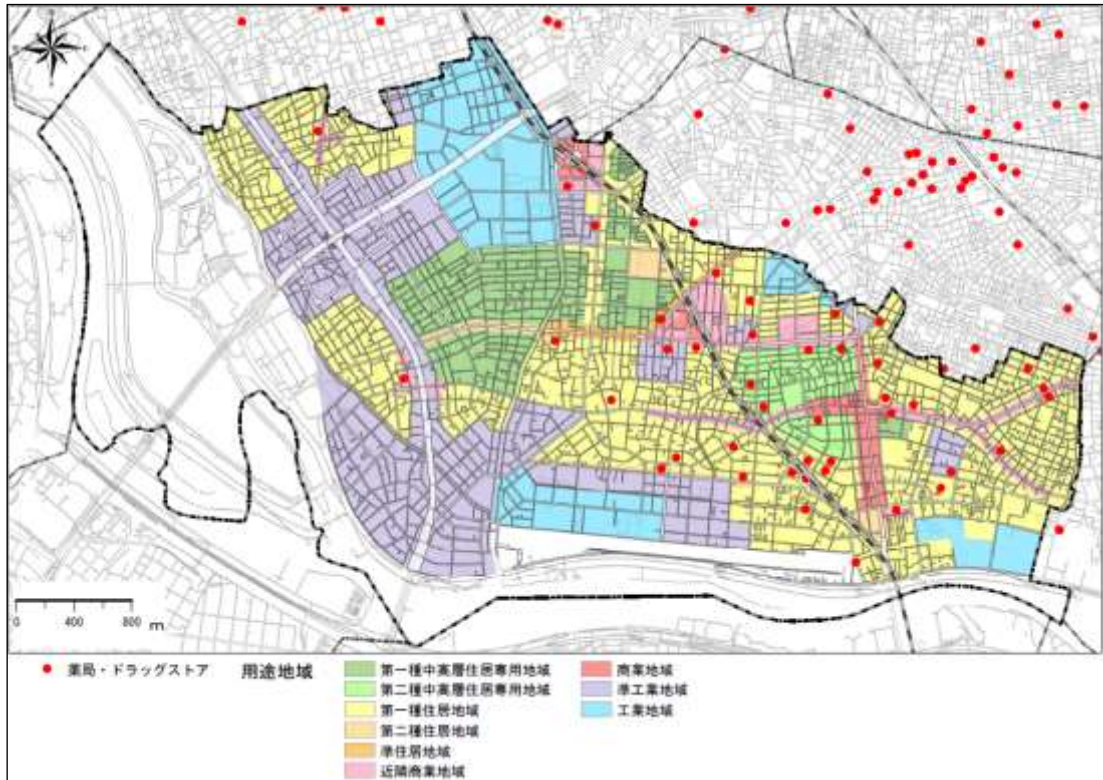 0 400 800 m
薬局・ドラッグストア
用途地域
第一種中高層住居専用地域
第二種中高層住居専用地域
第一種住居地域
第二種住居地域
準住居地域
近隣商業地域
商業地域
準工業地域
工業地域